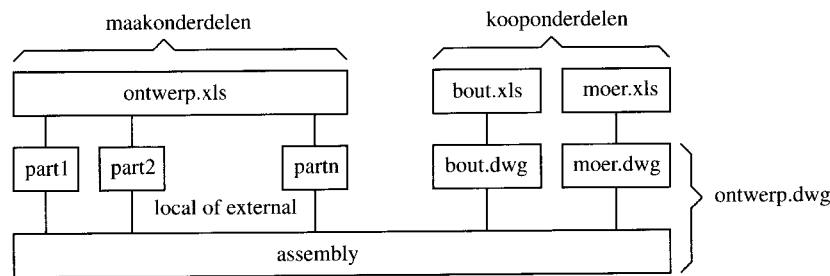 maakonderdelen
kooponderdelen
ontwerp.xls
bout.xls
moer.xls
part1
part2
partn
bout.dwg
moer.dwg
local of external
ontwerp.dwg
assembly